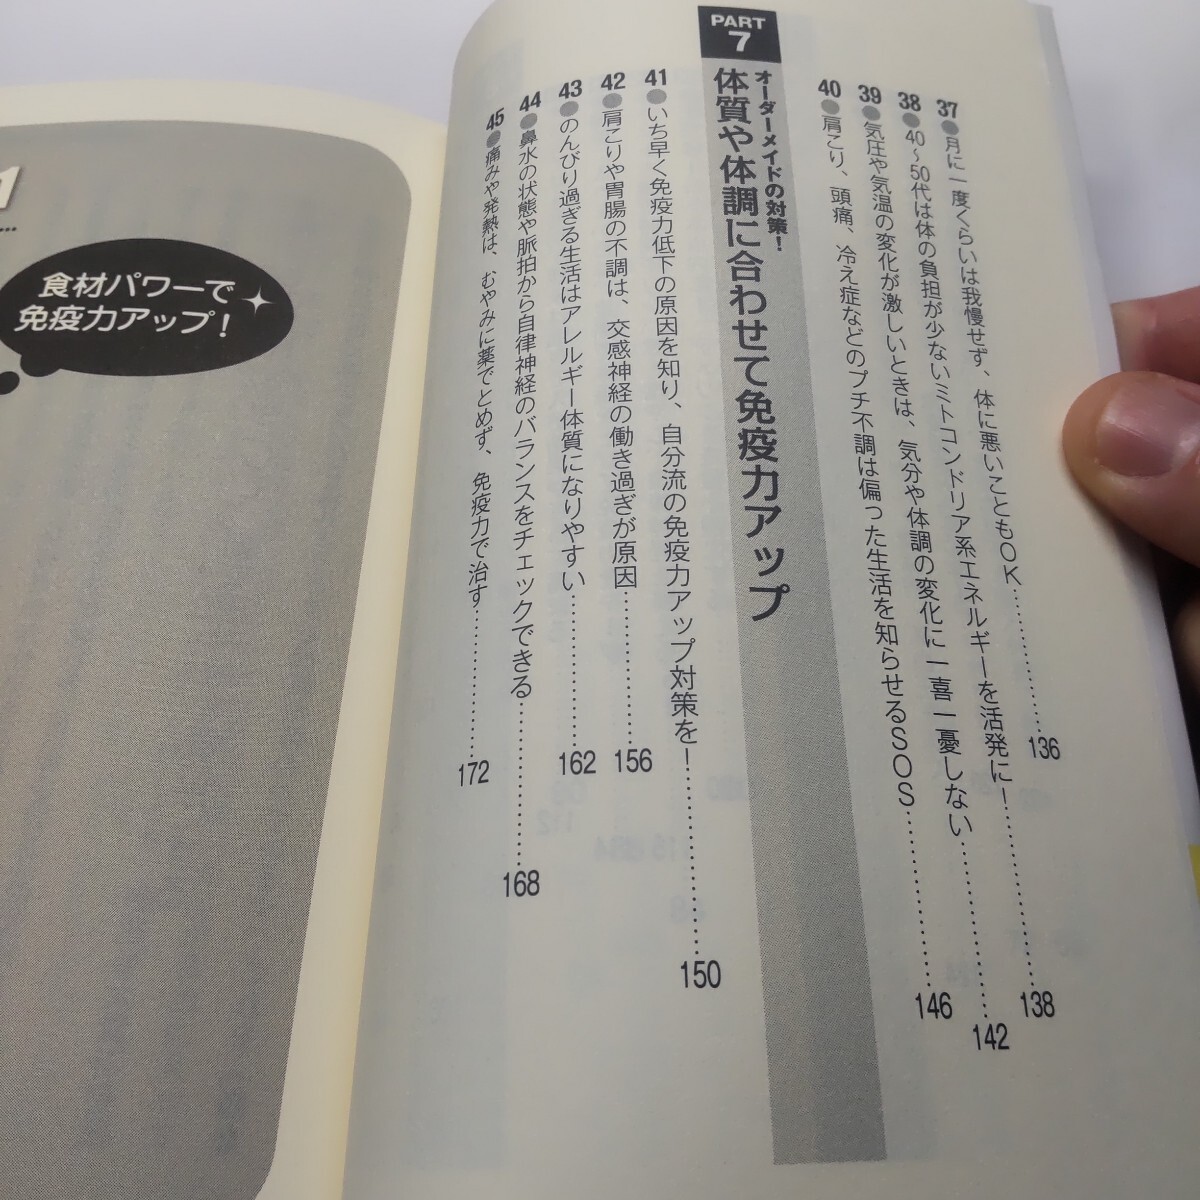 37●月に一度くらいは我慢せず、体に悪いこともOK……………136
38●40～50代は体の負担が少ないミトコンドリア系エネルギーを活発に！…………138
39●気圧や気温の変化が激しいときは、気分や体調の変化に一喜一憂しない…………142
40●肩こり、頭痛、冷え症などのプチ不調は偏った生活を知らせるSOS…………146
PART
7
オーダーメイドの対策！
体質や体調に合わせて免疫力アップ
41●いち早く免疫力低下の原因を知り、自分流の免疫力アップ対策を！…………150
42●肩こりや胃腸の不調は、交感神経の働き過ぎが原因…………156
43●のんびり過ぎる生活はアレルギー体質になりやすい…………162
44●鼻水の状態や脈拍から自律神経のバランスをチェックできる…………168
45●痛みや発熱は、むやみに薬でとめず、免疫力で治す…………172
1
…
食材パワーで
免疫力アップ！